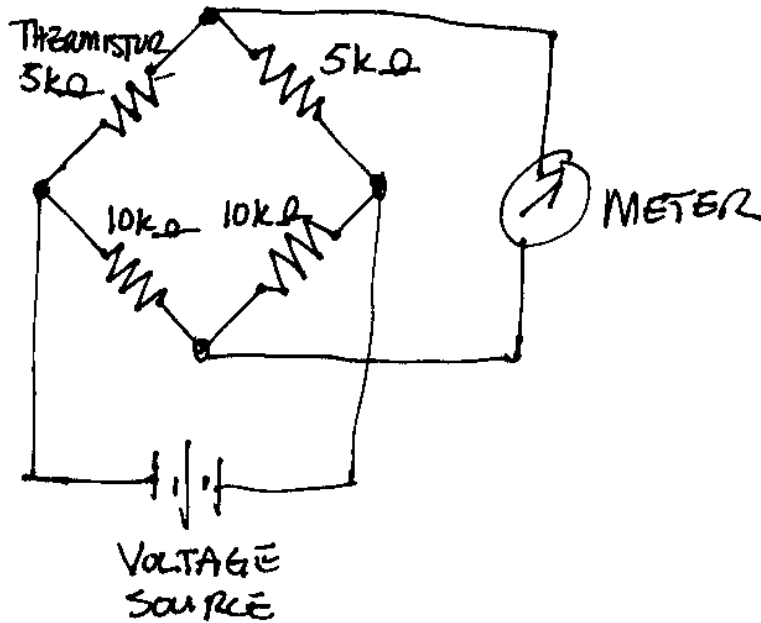 THERMISTOR
5kΩ
5kΩ
10kΩ
10kΩ
METER
VOLTAGE
SOURCE